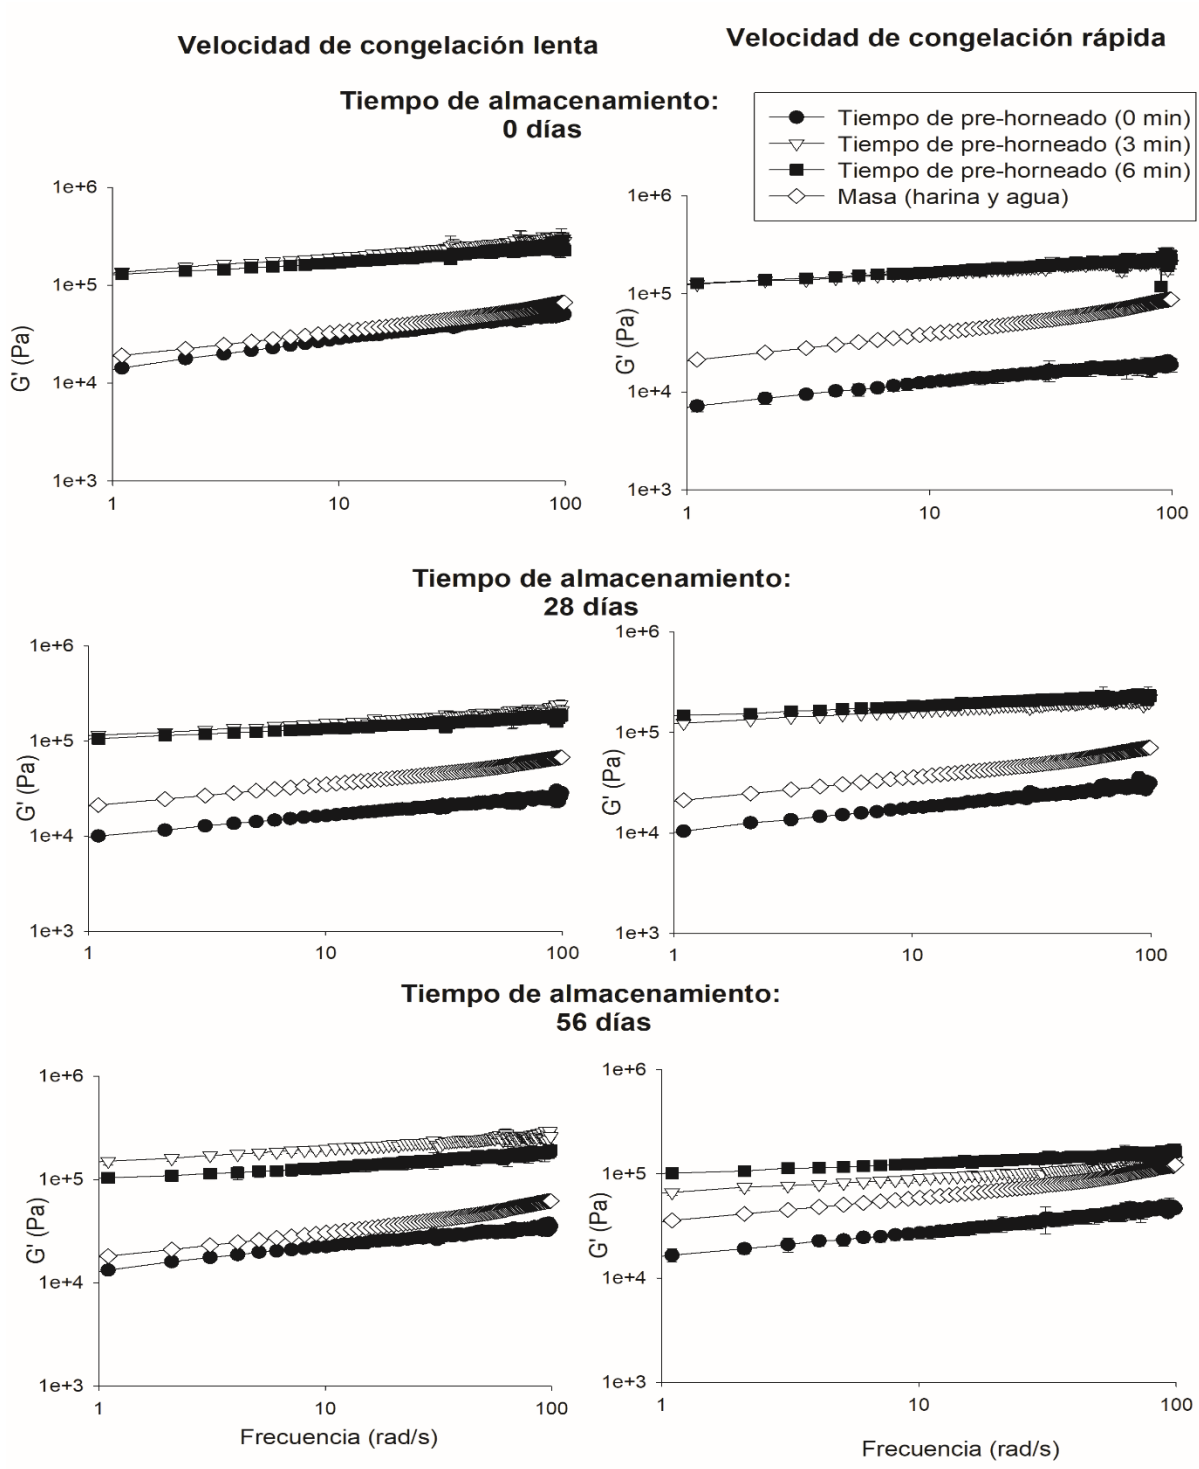 Velocidad de congelación lenta
Velocidad de congelación rápida
Tiempo de almacenamiento:
0 días
Tiempo de pre-horneado (0 min)
Tiempo de pre-horneado (3 min)
Tiempo de pre-horneado (6 min)
Masa (harina y agua)
1e+6
1e+5
1e+4
1e+3
G' (Pa)
1
10
100
1e+6
1e+5
1e+4
1e+3
G' (Pa)
1
10
100
Tiempo de almacenamiento:
28 días
1e+6
1e+5
1e+4
1e+3
G' (Pa)
1
10
100
1e+6
1e+5
1e+4
1e+3
G' (Pa)
1
10
100
Tiempo de almacenamiento:
56 días
1e+6
1e+5
1e+4
1e+3
G' (Pa)
1
10
100
Frecuencia (rad/s)
1e+6
1e+5
1e+4
1e+3
G' (Pa)
1
10
100
Frecuencia (rad/s)